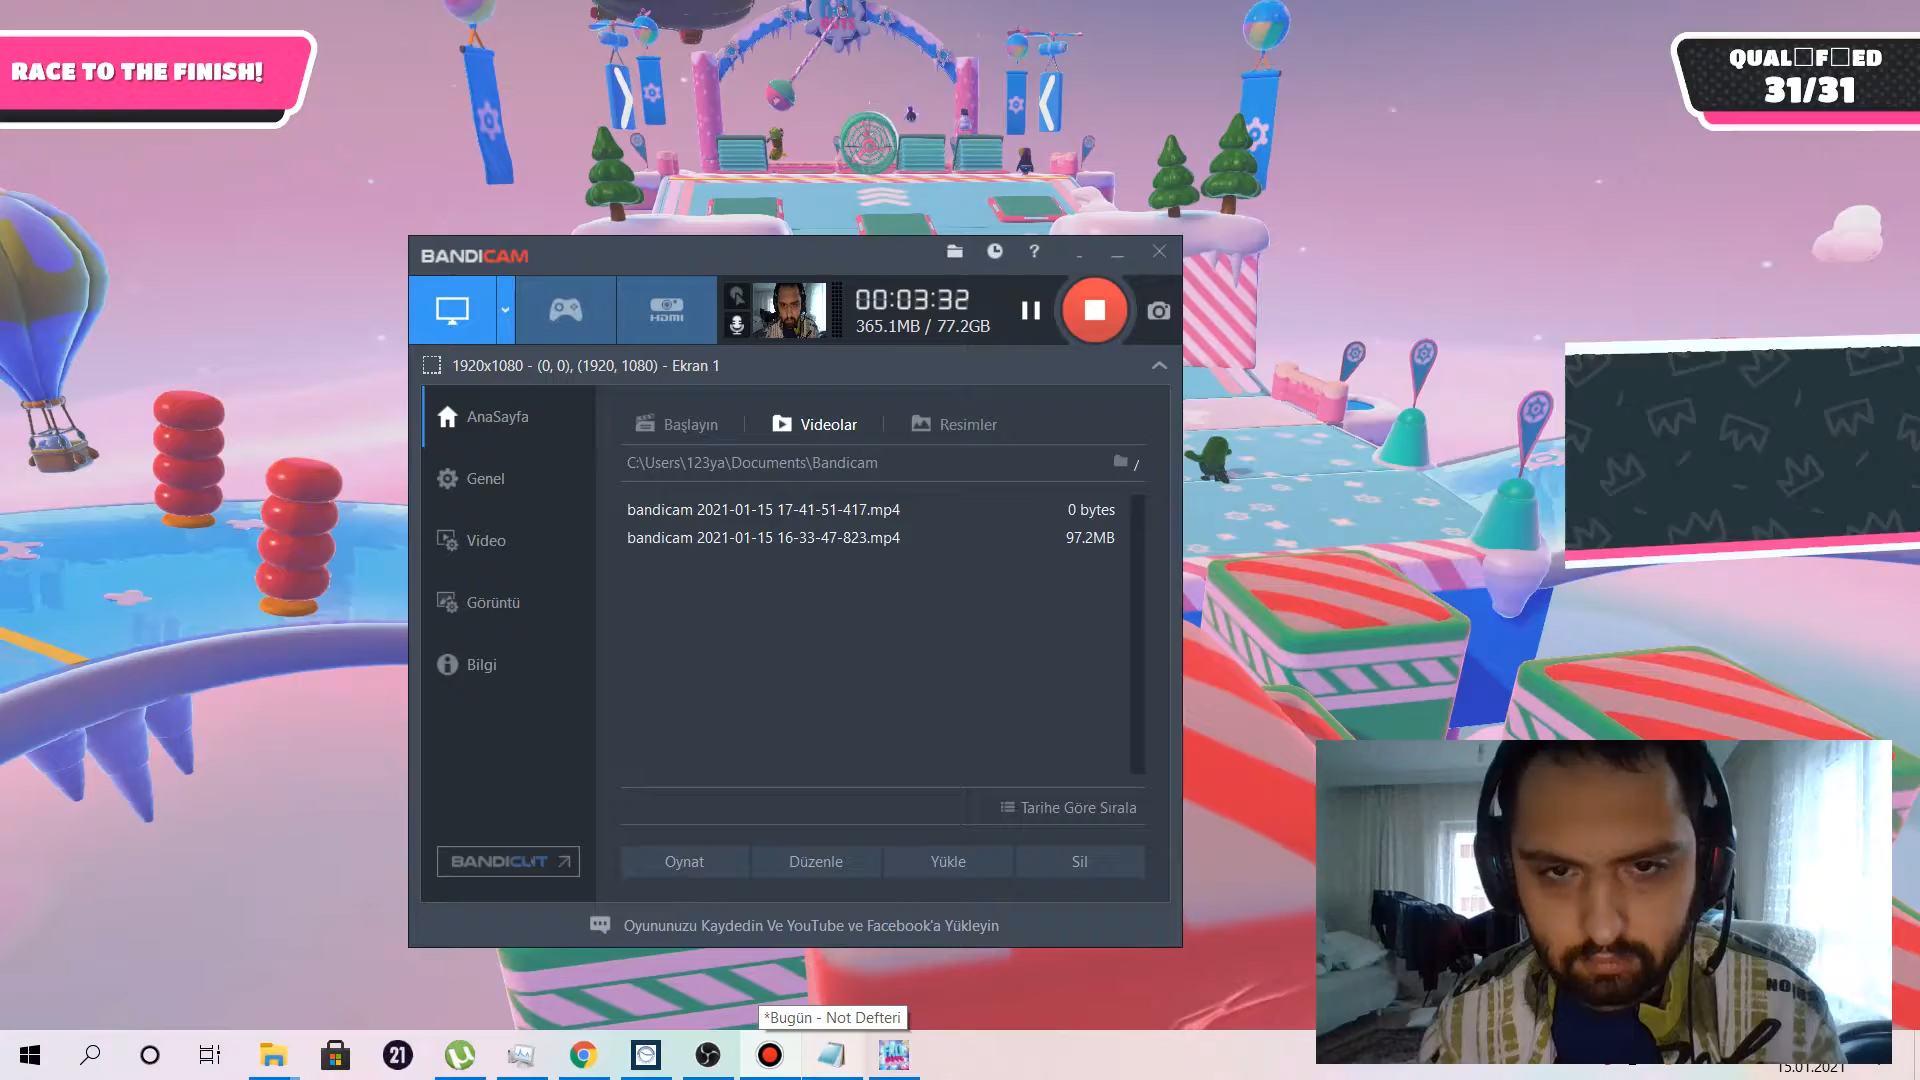 RACE TO THE FINISH!
QUAL□F□ED
31/31
BANDICAM
?
HDMI
00:03:32
365.1MB / 77.2GB
1920x1080 - (0, 0), (1920, 1080) - Ekran 1
AnaSayfa
Genel
Video
Görüntü
Bilgi
BANDICUT
Başlayın
Videolar
Resimler
C:\Users\123ya\Documents\Bandicam
/
bandicam 2021-01-15 17-41-51-417.mp4
0 bytes
bandicam 2021-01-15 16-33-47-823.mp4
97.2MB
Tarihe Göre Sırala
Oynat
Düzenle
Yükle
Sil
Oyununuzu Kaydedin Ve YouTube ve Facebook'a Yükleyin
*Bugün - Not Defteri
21
15.01.2021